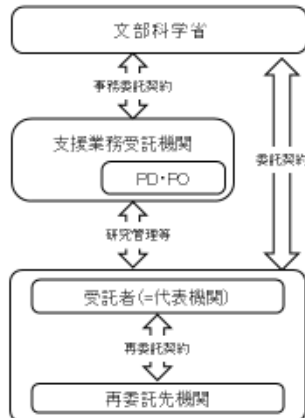 文部科学省
事務委託契約
支援業務受託機関
PD・PO
委託契約
研究管理等
受託者(=代表機関)
再委託契約
再委託先機関